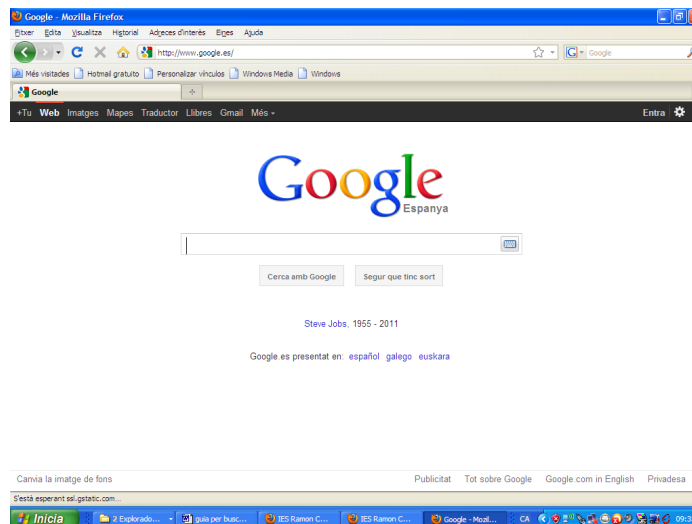 Google - Mozilla Firefox
Fitxer Edita Visualitza Historial Adreces d'interès Eines Ajuda
http://www.google.es/
G Google
Més visitades Hotmail gratuito Personalizar vínculos Windows Media Windows
Google
+Tu Web Imatges Mapes Traductor Llibres Gmail Més
Entra
Google
Espanya
Cerca amb Google Segur que tinc sort
Steve Jobs, 1955 - 2011
Google.es presentat en: español galego euskara
Canvia la imatge de fons Publicitat Tot sobre Google Google.com in English Privadesa
S'està esperant ssl.gstatic.com...
Inicia 2 Explorado... guia per busc... IES Ramon C... IES Ramon C... Google - Mozil... CA